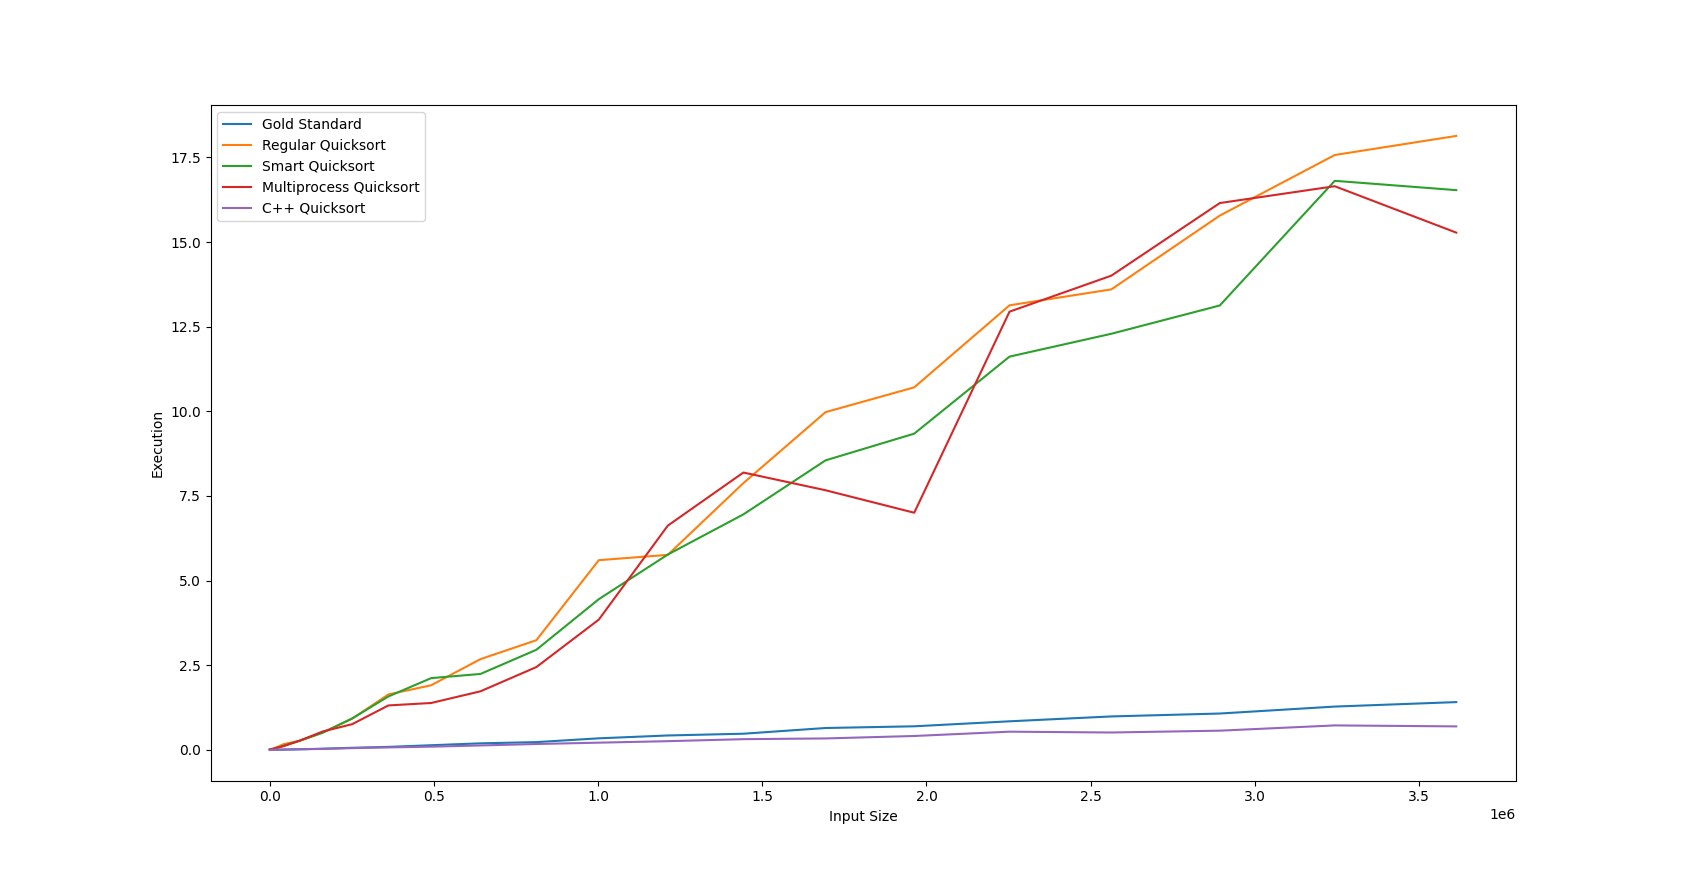 Gold Standard
Regular Quicksort
Smart Quicksort
Multiprocess Quicksort
C++ Quicksort
17.5
15.0
12.5
10.0
7.5
5.0
2.5
0.0
Execution
0.0 0.5 1.0 1.5 2.0 2.5 3.0 3.5
1e6
Input Size